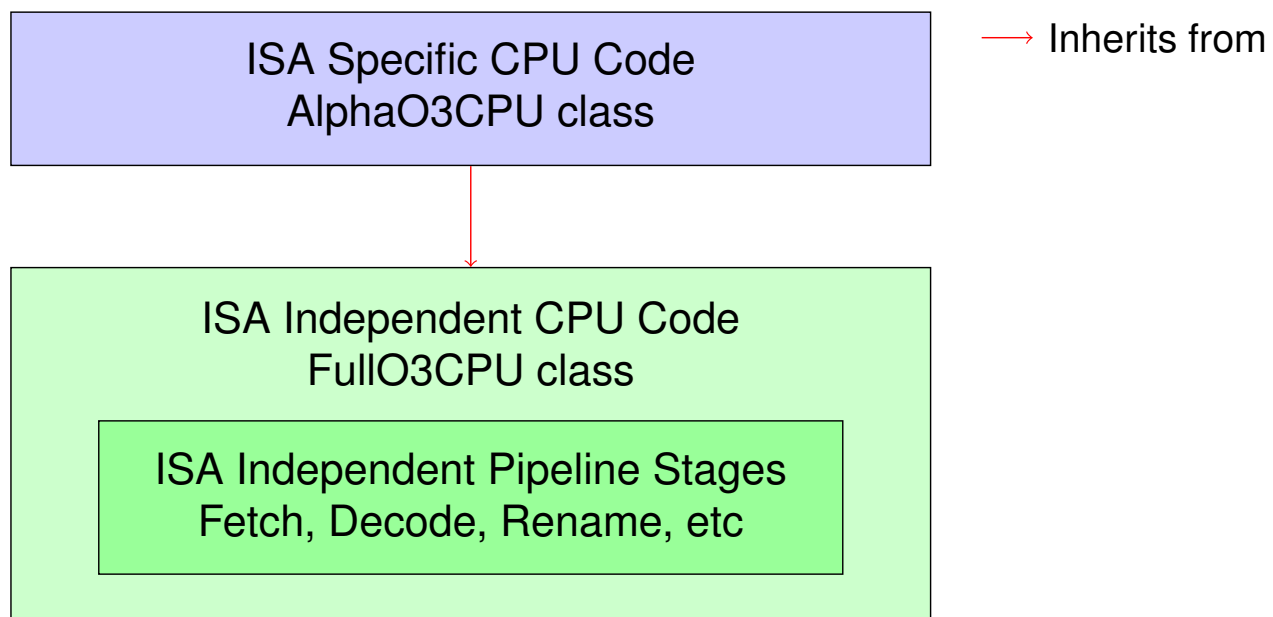 ISA Specific CPU Code
AlphaO3CPU class
Inherits from
ISA Independent CPU Code
FullO3CPU class
ISA Independent Pipeline Stages
Fetch, Decode, Rename, etc